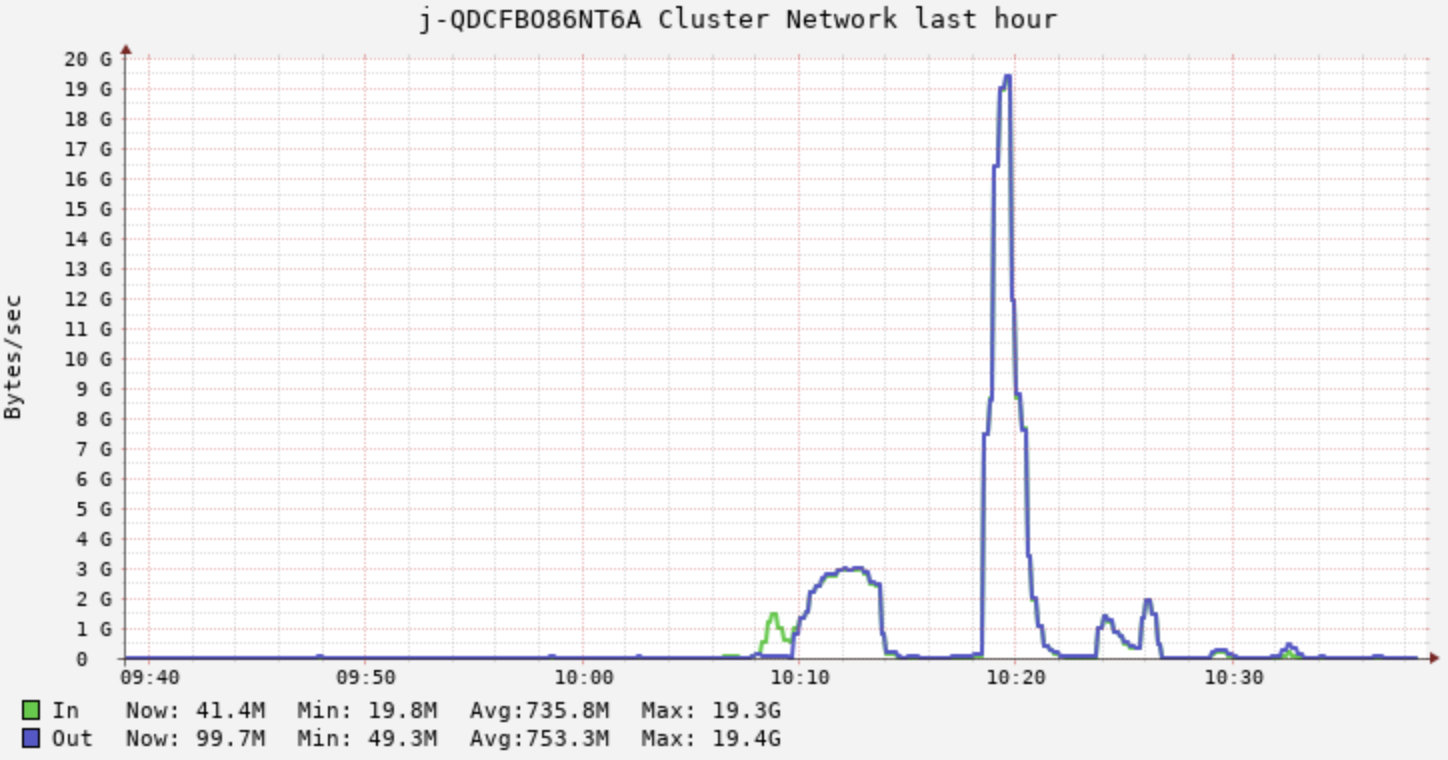 j-QDCFBO86NT6A Cluster Network last hour
20 G
19 G
18 G
17 G
16 G
15 G
14 G
13 G
12 G
11 G
10 G
9 G
8 G
7 G
6 G
5 G
4 G
3 G
2 G
1 G
0
Bytes/sec
09:40 09:50 10:00 10:10 10:20 10:30
In Now: 41.4M Min: 19.8M Avg:735.8M Max: 19.3G
Out Now: 99.7M Min: 49.3M Avg:753.3M Max: 19.4G